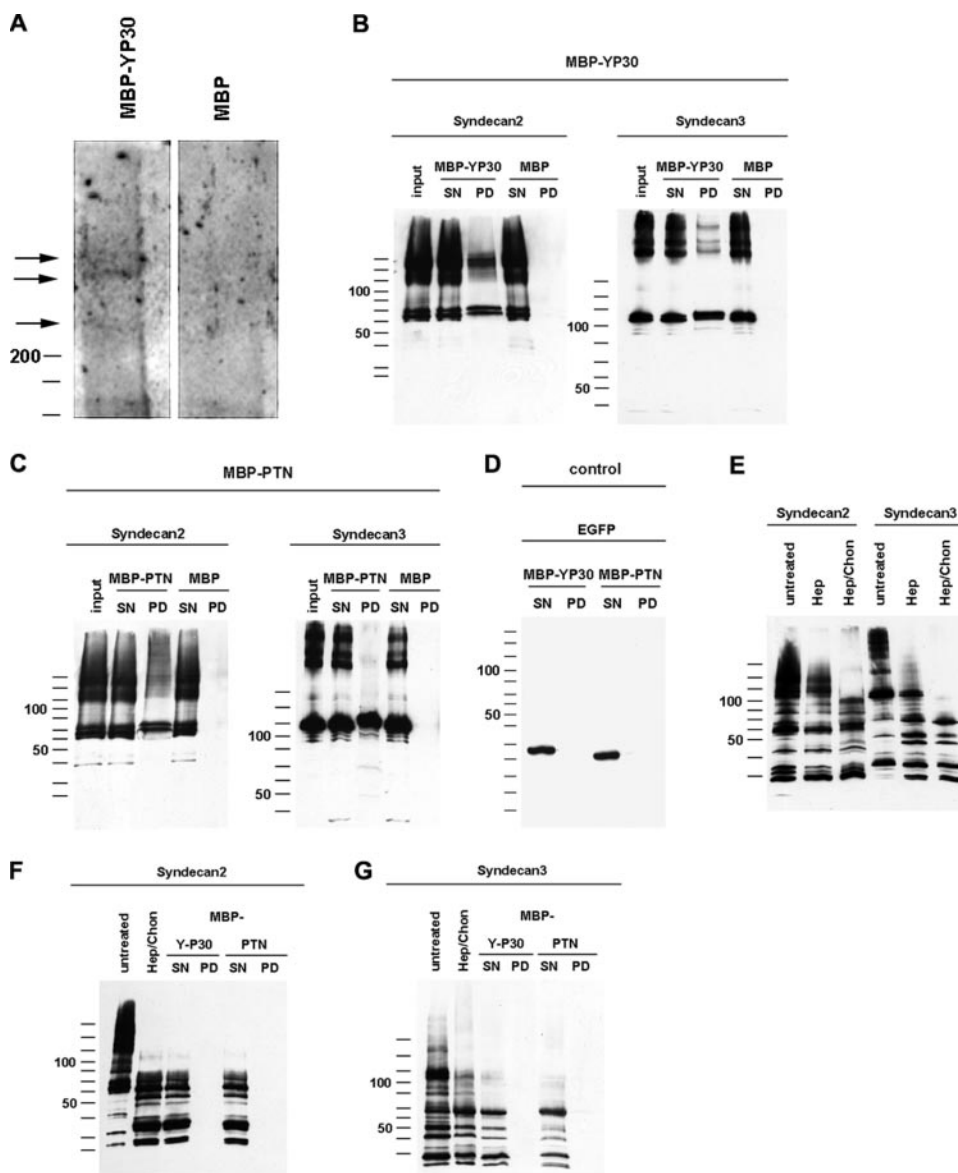 A
MBP-YP30
MBP
200
B
MBP-YP30
Syndecan2
Syndecan3
input
MBP-YP30
MBP
SN PD SN PD
100
50
input
MBP-YP30
MBP
SN PD SN PD
100
50
C
MBP-PTN
Syndecan2
Syndecan3
input
MBP-PTN
MBP
SN PD SN PD
100
50
input
MBP-PTN
MBP
SN PD SN PD
100
50
D
control
EGFP
MBP-YP30 MBP-PTN
SN PD SN PD
100
50
E
Syndecan2
Syndecan3
untreated
Hep
Hep/Chon
untreated
Hep
Hep/Chon
100
50
F
Syndecan2
untreated
Hep/Chon
MBP-
Y-P30 PTN
SN PD SN PD
100
50
G
Syndecan3
untreated
Hep/Chon
MBP-
Y-P30 PTN
SN PD SN PD
100
50